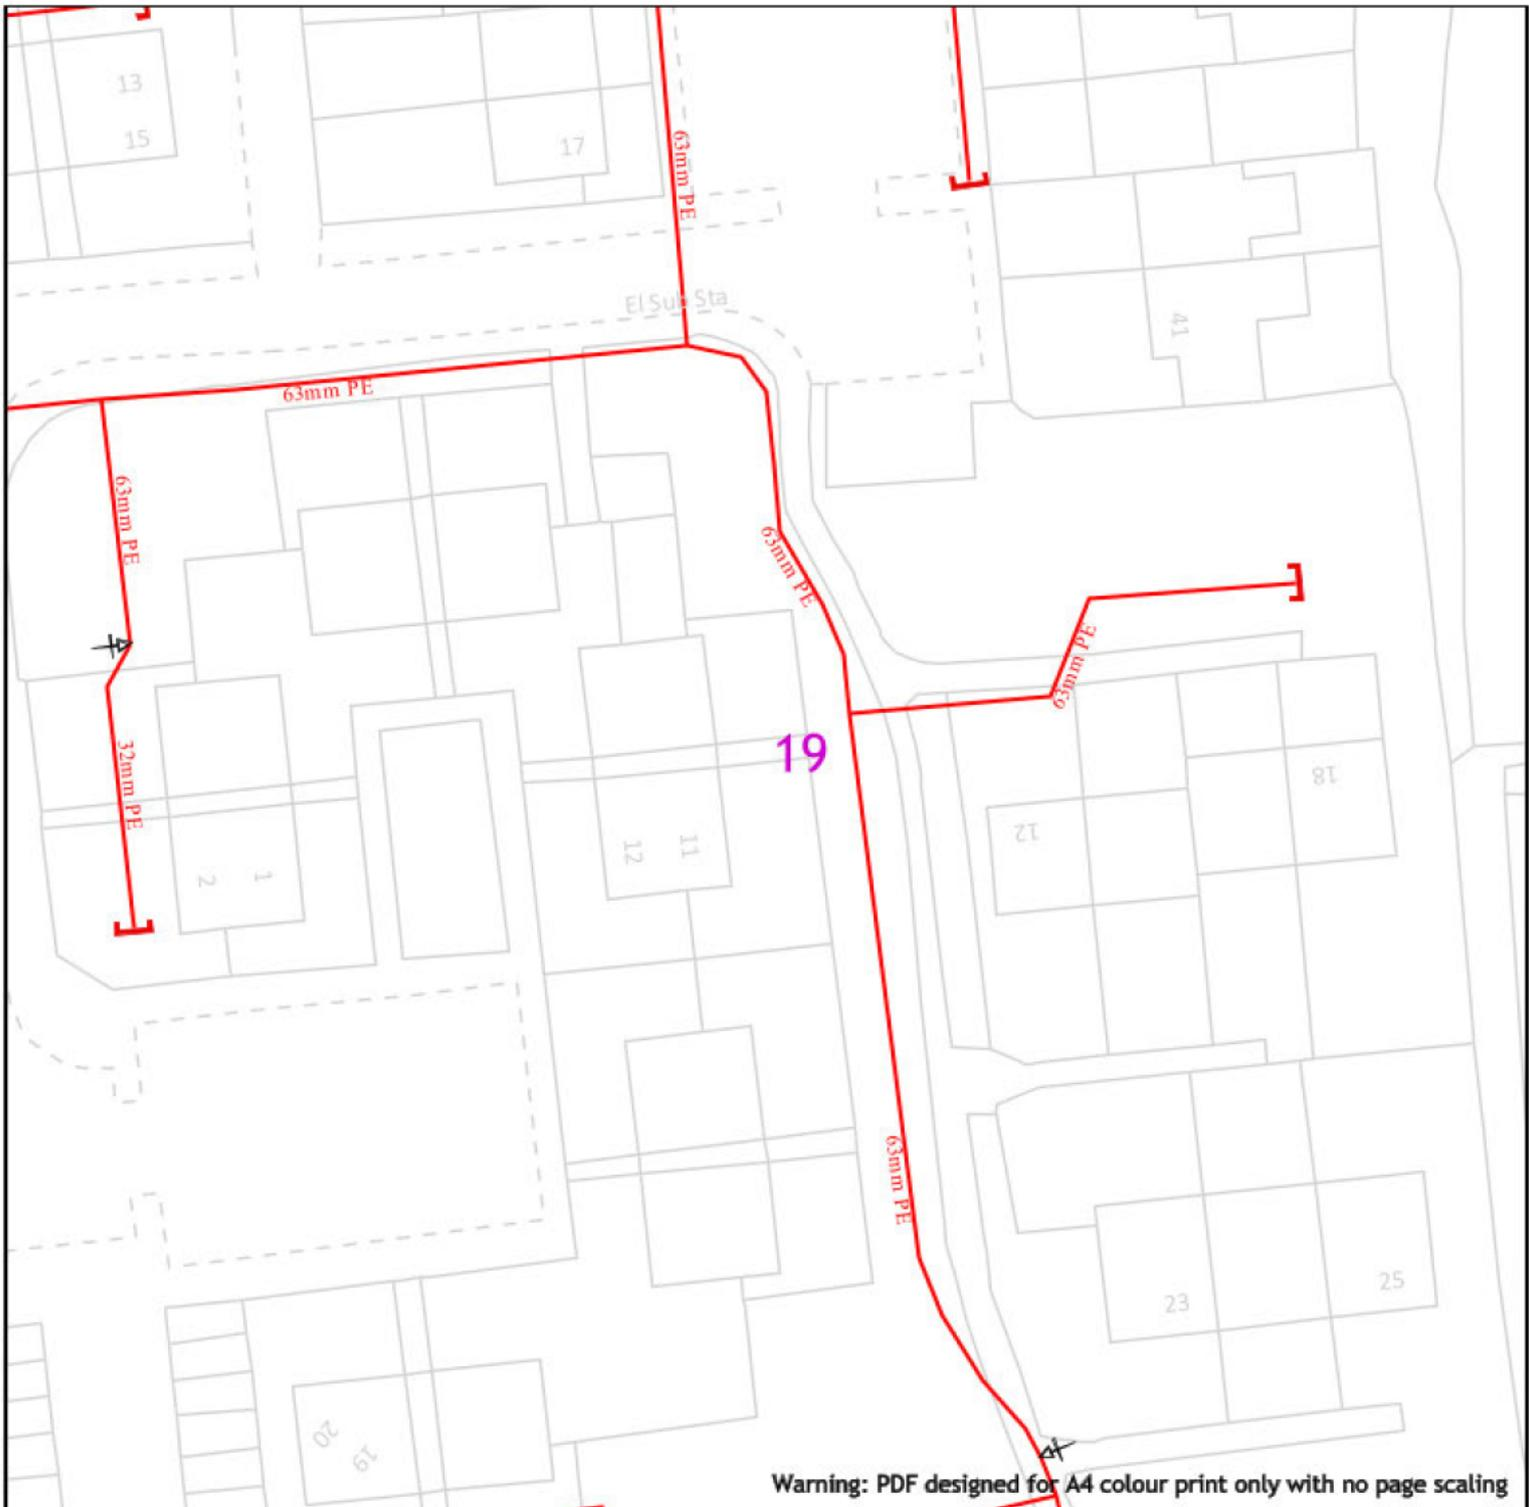 13
15
17
63mm PE
El Sub Sta
41
63mm PE
63mm PE
63mm PE
63mm PE
32mm PE
19
18
12
12
11
2
1
63mm PE
23
25
20
19
Warning: PDF designed for A4 colour print only with no page scaling